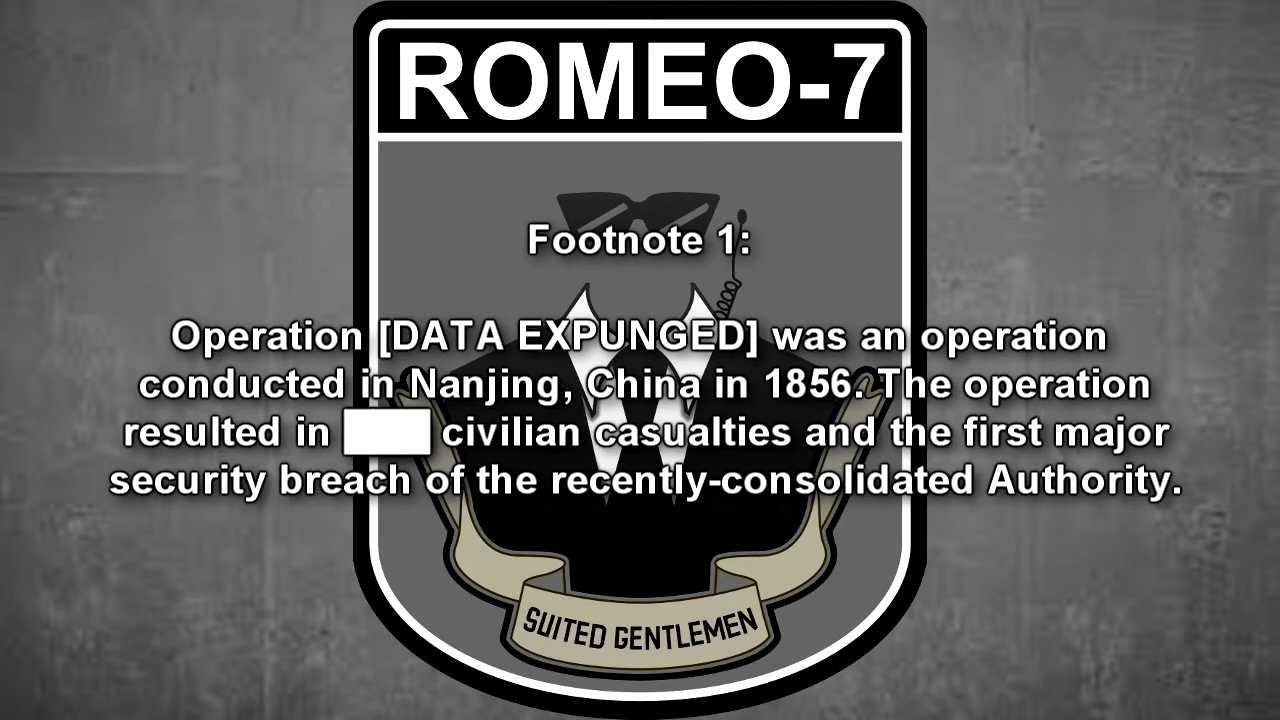 ROMEO-7
Footnote 1:
Operation [DATA EXPUNGED] was an operation
conducted in Nanjing, China in 1856. The operation
resulted in civilian casualties and the first major
security breach of the recently-consolidated Authority.
SUITED GENTLEMEN